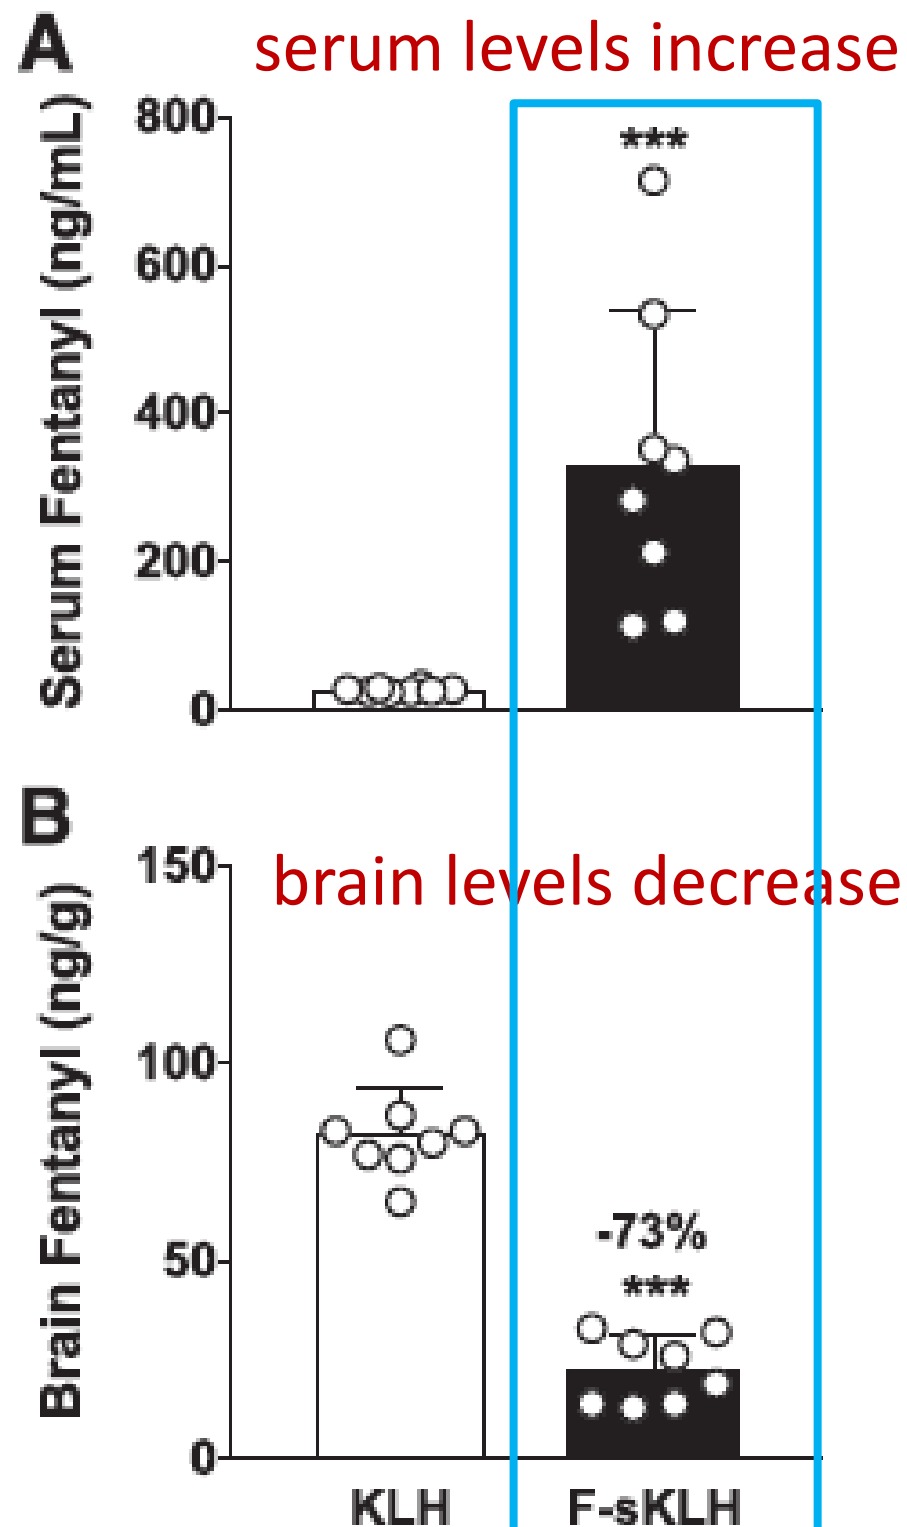 A
serum levels increase
Serum Fentanyl (ng/mL)
800
600
400
200
0
***
B
brain levels decrease
Brain Fentanyl (ng/g)
150
100
50
0
-73%
***
KLH
F-sKLH